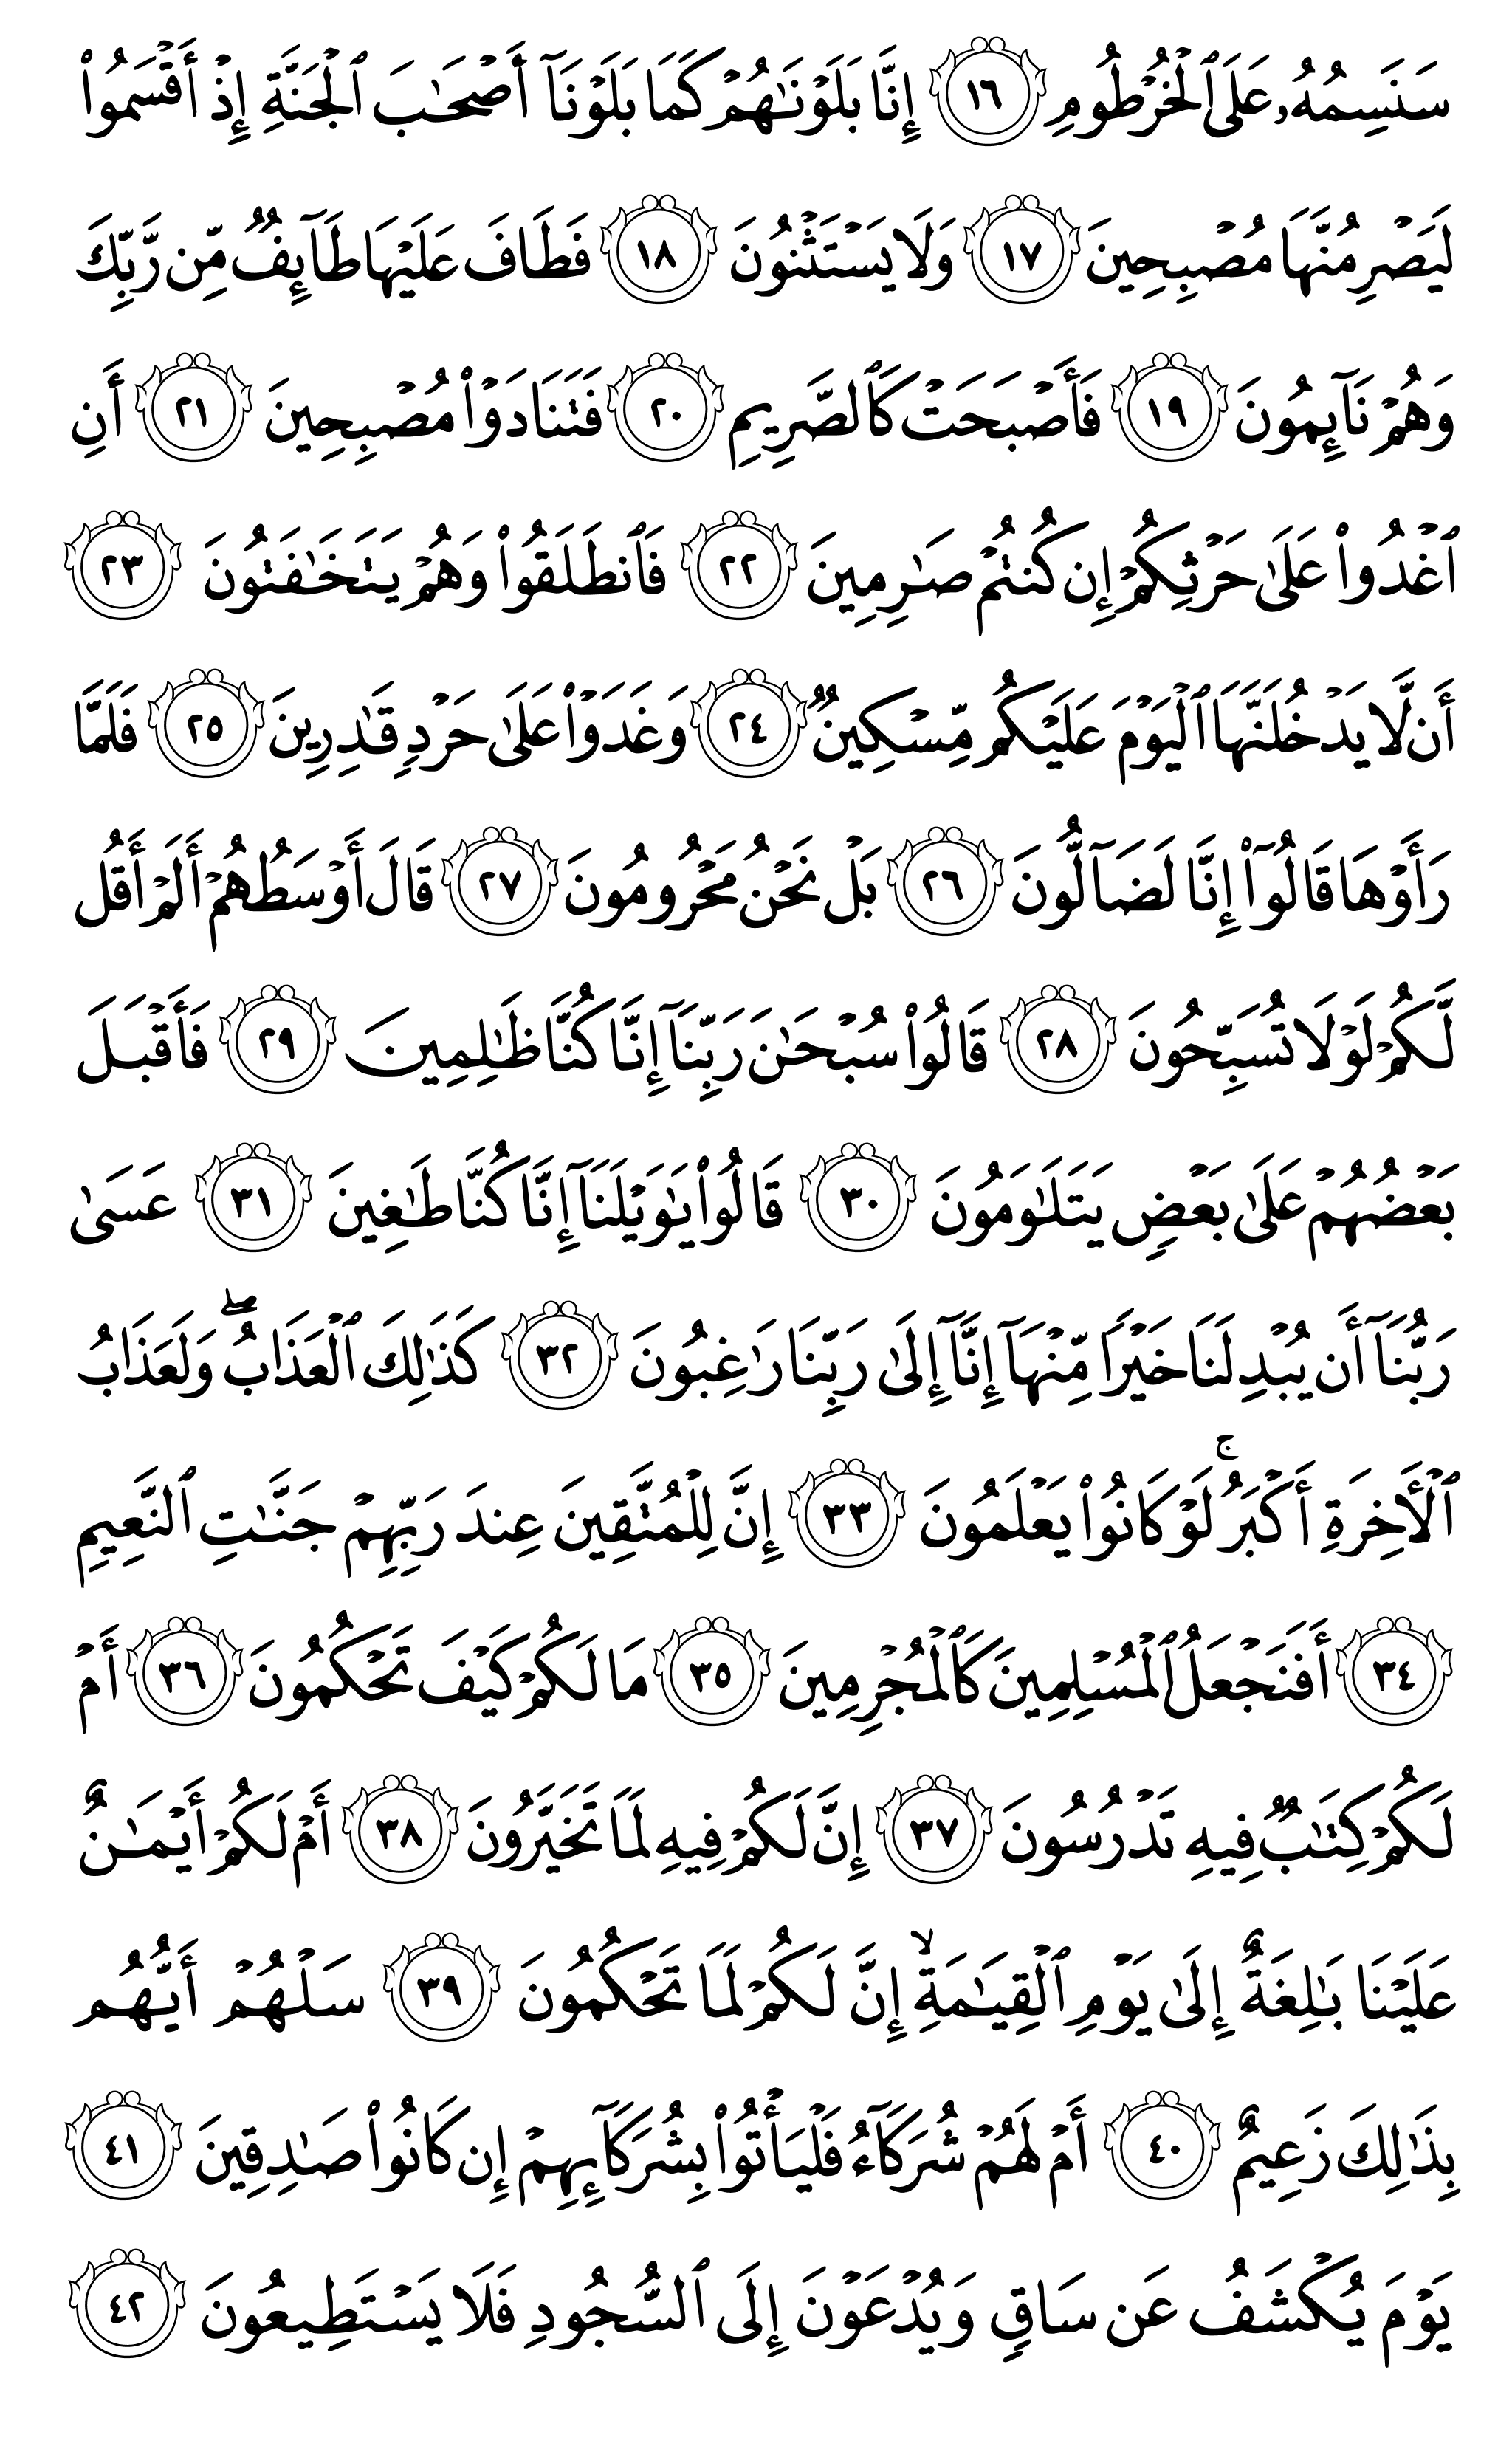 سَنَسِمُهُۥ عَلَى ٱلْخُرْطُومِ ١٦ إِنَّا بَلَوْنَـٰهُمْ كَمَا بَلَوْنَآ أَصْحَـٰبَ ٱلْجَنَّةِ إِذْ أَقْسَمُوا۟
لَيَصْرِمُنَّهَا مُصْبِحِينَ ١٧ وَلَا يَسْتَثْنُونَ ١٨ فَطَافَ عَلَيْهَا طَآئِفٌ مِّن رَّبِّكَ
وَهُمْ نَآئِمُونَ ١٩ فَأَصْبَحَتْ كَٱلصَّرِيمِ ٢٠ فَتَنَادَوْا۟ مُصْبِحِينَ ٢١ أَنِ
ٱغْدُوا۟ عَلَىٰ حَرْثِكُمْ إِن كُنتُمْ صَـٰرِمِينَ ٢٢ فَٱنطَلَقُوا۟ وَهُمْ يَتَخَـٰفَتُونَ ٢٣
أَن لَّا يَدْخُلَنَّهَا ٱلْيَوْمَ عَلَيْكُم مِّسْكِينٌ ٢٤ وَغَدَوْا۟ عَلَىٰ حَرْدٍ قَـٰدِرِينَ ٢٥ فَلَمَّا
رَأَوْهَا قَالُوٓا۟ إِنَّا لَضَآلُّونَ ٢٦ بَلْ نَحْنُ مَحْرُومُونَ ٢٧ قَالَ أَوْسَطُهُمْ أَلَمْ أَقُل
لَّكُمْ لَوْلَا تُسَبِّحُونَ ٢٨ قَالُوا۟ سُبْحَـٰنَ رَبِّنَآ إِنَّا كُنَّا ظَـٰلِمِينَ ٢٩ فَأَقْبَلَ
بَعْضُهُمْ عَلَىٰ بَعْضٍ يَتَلَـٰوَمُونَ ٣٠ قَالُوا۟ يَـٰوَيْلَنَآ إِنَّا كُنَّا طَـٰغِينَ ٣١ عَسَىٰ
رَبُّنَآ أَن يُبْدِلَنَا خَيْرًا مِّنْهَآ إِنَّآ إِلَىٰ رَبِّنَا رَٰغِبُونَ ٣٢ كَذَٰلِكَ ٱلْعَذَابُ ۖ وَلَعَذَابُ
ٱلْـَٔاخِرَةِ أَكْبَرُ ۚ لَوْ كَانُوا۟ يَعْلَمُونَ ٣٣ إِنَّ لِلْمُتَّقِينَ عِندَ رَبِّهِمْ جَنَّـٰتِ ٱلنَّعِيمِ
٣٤ أَفَنَجْعَلُ ٱلْمُسْلِمِينَ كَٱلْمُجْرِمِينَ ٣٥ مَا لَكُمْ كَيْفَ تَحْكُمُونَ ٣٦ أَمْ
لَكُمْ كِتَـٰبٌ فِيهِ تَدْرُسُونَ ٣٧ إِنَّ لَكُمْ فِيهِ لَمَا تَخَيَّرُونَ ٣٨ أَمْ لَكُمْ أَيْمَـٰنٌ
عَلَيْنَا بَـٰلِغَةٌ إِلَىٰ يَوْمِ ٱلْقِيَـٰمَةِ ۙ إِنَّ لَكُمْ لَمَا تَحْكُمُونَ ٣٩ سَلْهُمْ أَيُّهُم
بِذَٰلِكَ زَعِيمٌ ٤٠ أَمْ لَهُمْ شُرَكَآءُ فَلْيَأْتُوا۟ بِشُرَكَآئِهِمْ إِن كَانُوا۟ صَـٰدِقِينَ ٤١
يَوْمَ يُكْشَفُ عَن سَاقٍ وَيُدْعَوْنَ إِلَى ٱلسُّجُودِ فَلَا يَسْتَطِيعُونَ ٤٢